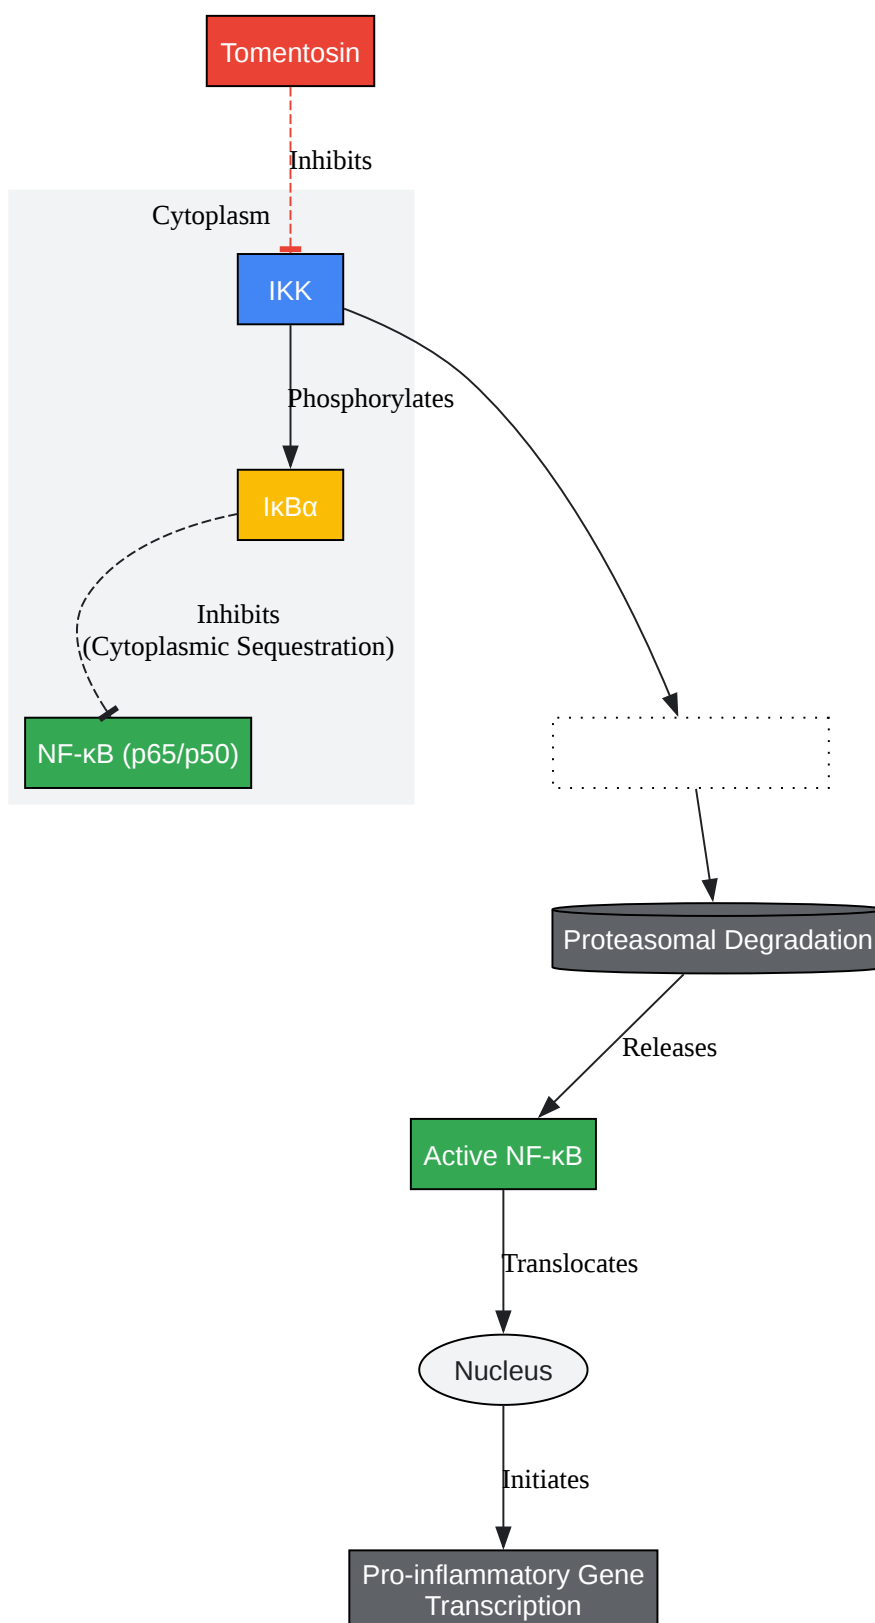 Tomentosin
Inhibits
Cytoplasm
IKK
Phosphorylates
IκBα
Inhibits
(Cytoplasmic Sequestration)
NF-κB (p65/p50)
Proteasomal Degradation
Releases
Active NF-κB
Translocates
Nucleus
Initiates
Pro-inflammatory Gene
Transcription